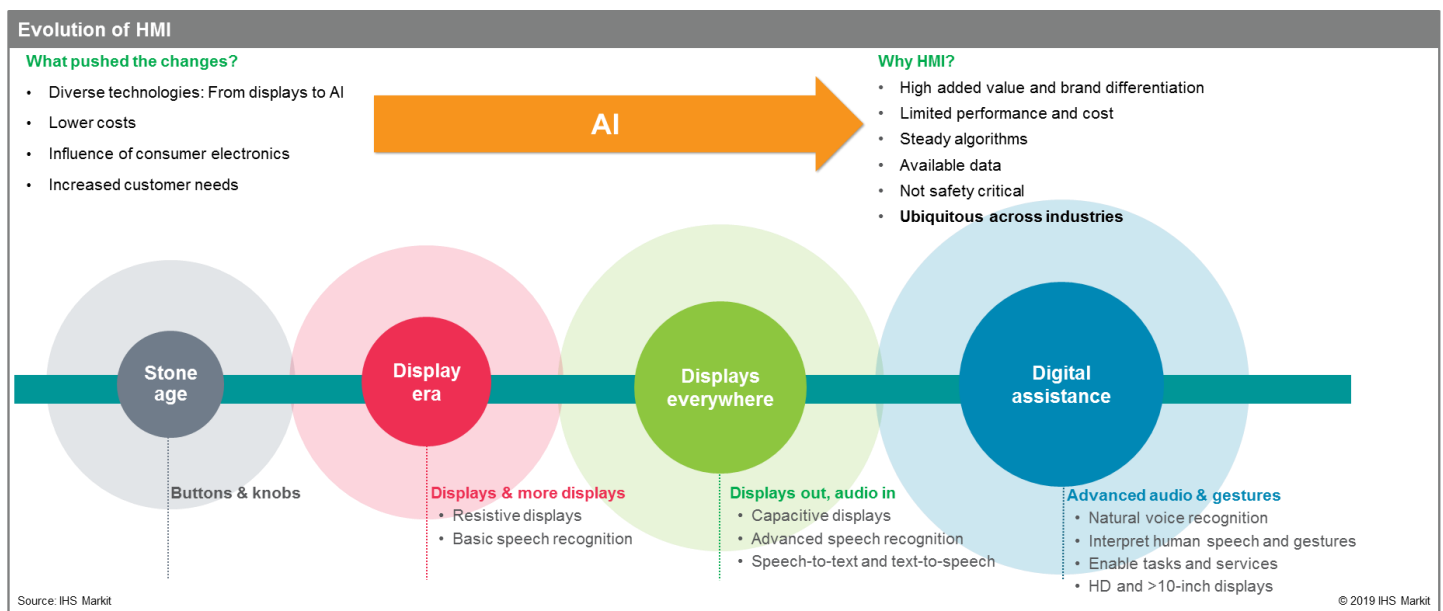 Evolution of HMI
What pushed the changes?
• Diverse technologies: From displays to AI
• Lower costs
• Influence of consumer electronics
• Increased customer needs
AI
Why HMI?
• High added value and brand differentiation
• Limited performance and cost
• Steady algorithms
• Available data
• Not safety critical
• Ubiquitous across industries
Stone
age
Display
era
Displays
everywhere
Digital
assistance
Buttons & knobs
Displays & more displays
• Resistive displays
• Basic speech recognition
Displays out, audio in
• Capacitive displays
• Advanced speech recognition
• Speech-to-text and text-to-speech
Advanced audio & gestures
• Natural voice recognition
• Interpret human speech and gestures
• Enable tasks and services
• HD and >10-inch displays
Source: IHS Markit
© 2019 IHS Markit